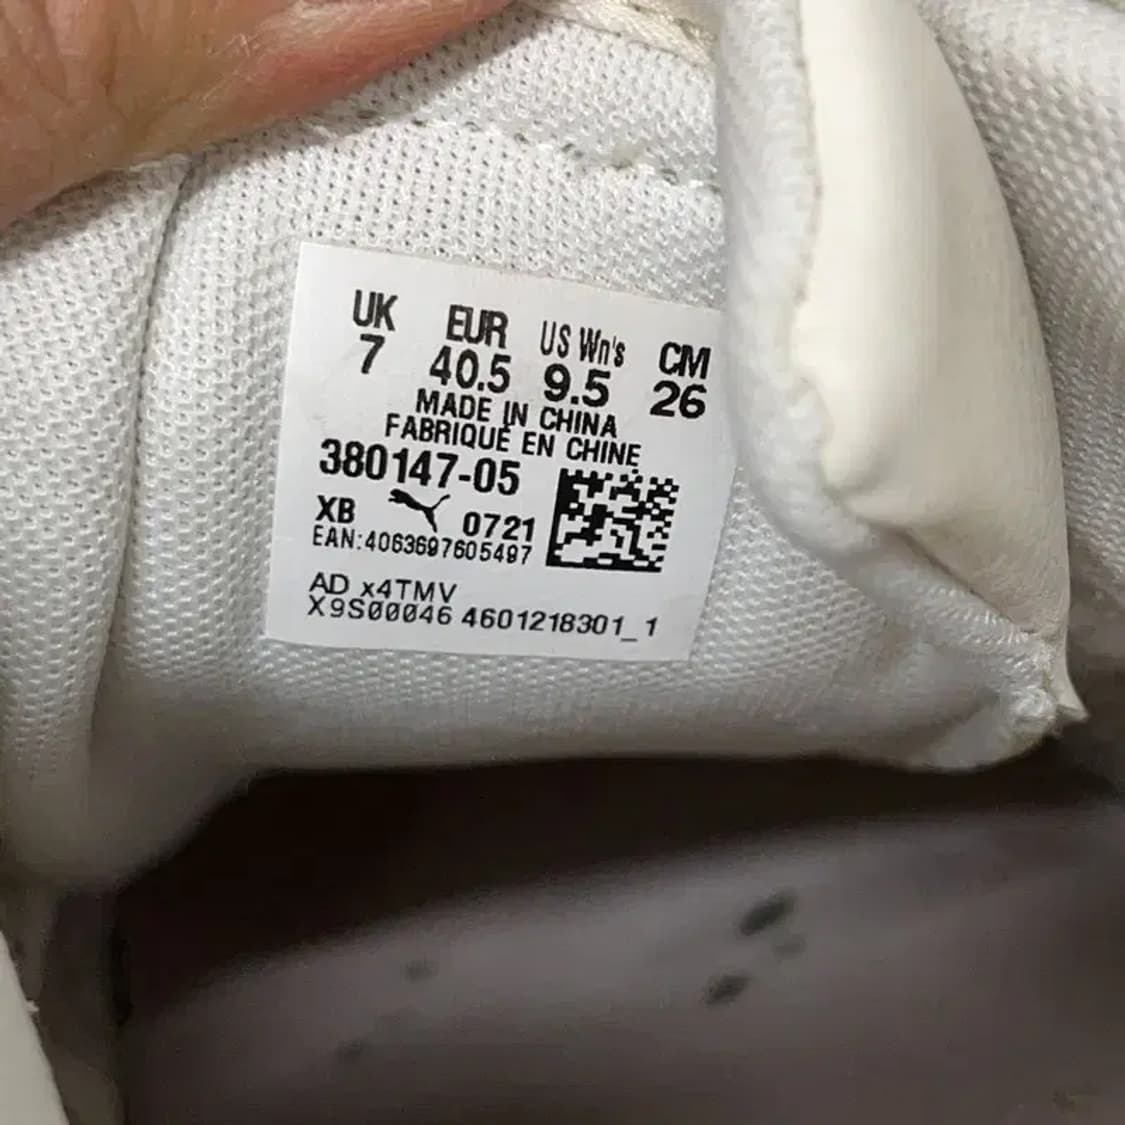 UK EUR US Wn's CM
7 40.5 9.5 26
MADE IN CHINA
FABRIQUÉ EN CHINE
380147-05
XB 0721
EAN:4063697605497
AD x4TMV
X9S00046 4601218301_1